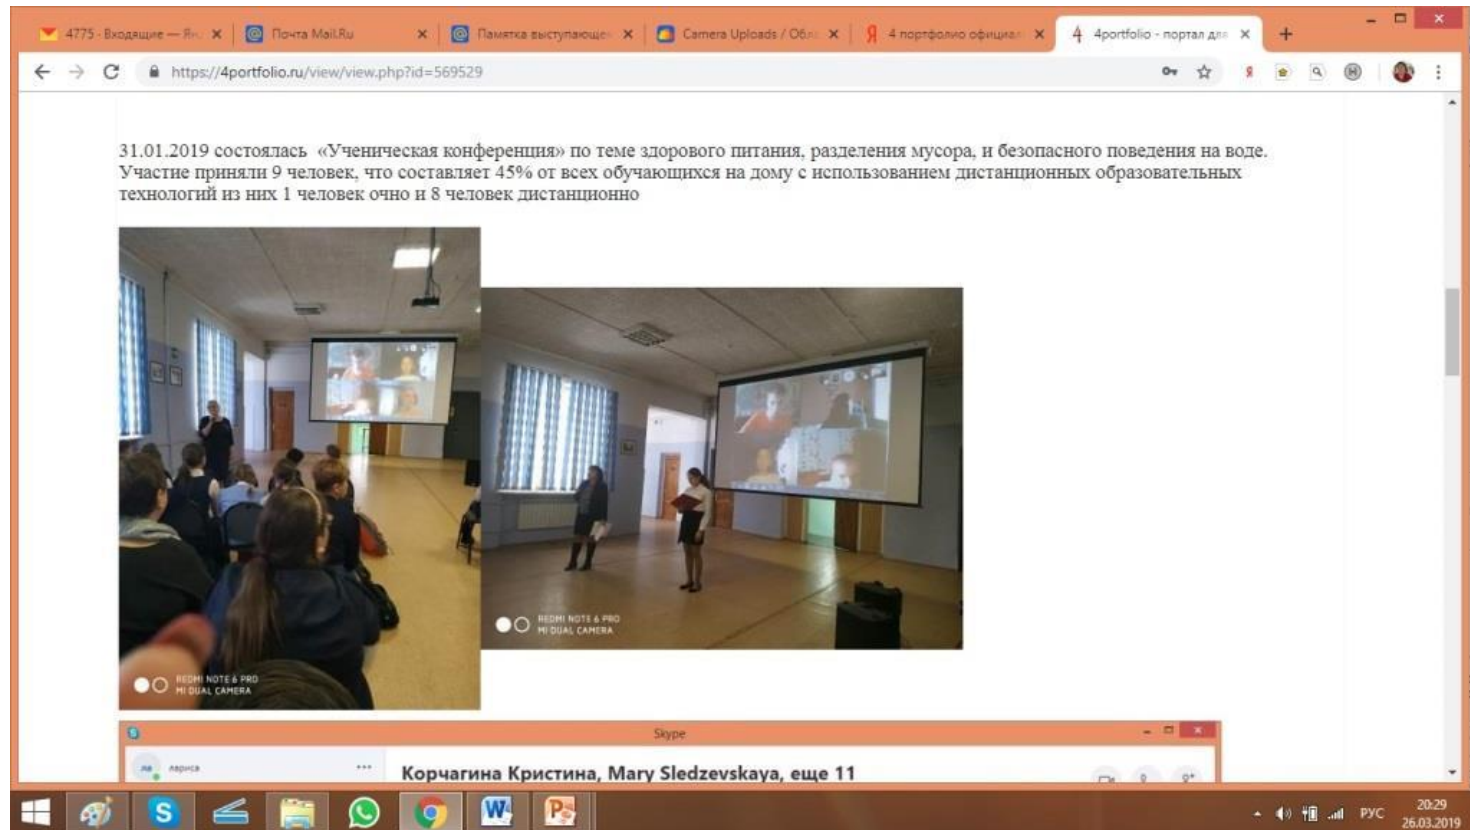 4775 - Входящие — Ян
Почта Mail.Ru
Памятка выступающе
Camera Uploads / Обл
4 портфолио официал
4portfolio - портал для
https://4portfolio.ru/view/view.php?id=569529
31.01.2019 состоялась «Ученическая конференция» по теме здорового питания, разделения мусора, и безопасного поведения на воде.
Участие приняли 9 человек, что составляет 45% от всех обучающихся на дому с использованием дистанционных образовательных
технологий из них 1 человек очно и 8 человек дистанционно
REDMI NOTE 6 PRO
MI DUAL CAMERA
REDMI NOTE 6 PRO
MI DUAL CAMERA
Skype
ла
лариса
Корчагина Кристина, Mary Sledzevskaya, еще 11
РУС
20:29
26.03.2019